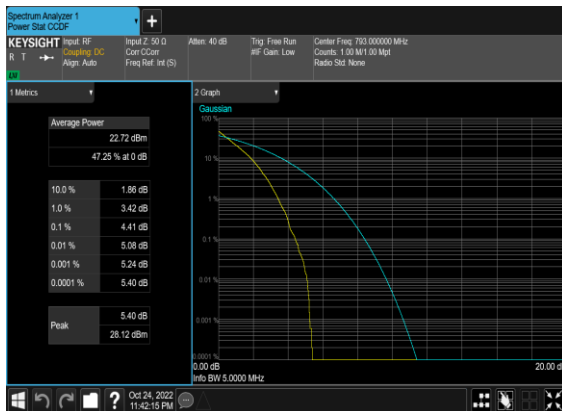 Spectrum Analyzer 1
Power Stat CCDF
+
KEYSIGHT
R T
LXI
Input: RF
Coupling: DC
Align: Auto
Input Z: 50 Ω
Corr CCorr
Freq Ref: Int (S)
Atten: 40 dB
Trig: Free Run
#IF Gain: Low
Center Freq: 793.000000 MHz
Counts: 1.00 M/1.00 Mpt
Radio Std: None
1 Metrics
Average Power
22.72 dBm
47.25 % at 0 dB
10.0 % 1.86 dB
1.0 % 3.42 dB
0.1 % 4.41 dB
0.01 % 5.08 dB
0.001 % 5.24 dB
0.0001 % 5.40 dB
Peak
5.40 dB
28.12 dBm
2 Graph
Gaussian
100 %
10 %
1 %
0.1 %
0.01 %
0.001 %
0.0001 %
0.00 dB
20.00 d
Info BW 5.0000 MHz
?
Oct 24, 2022
11:42:15 PM